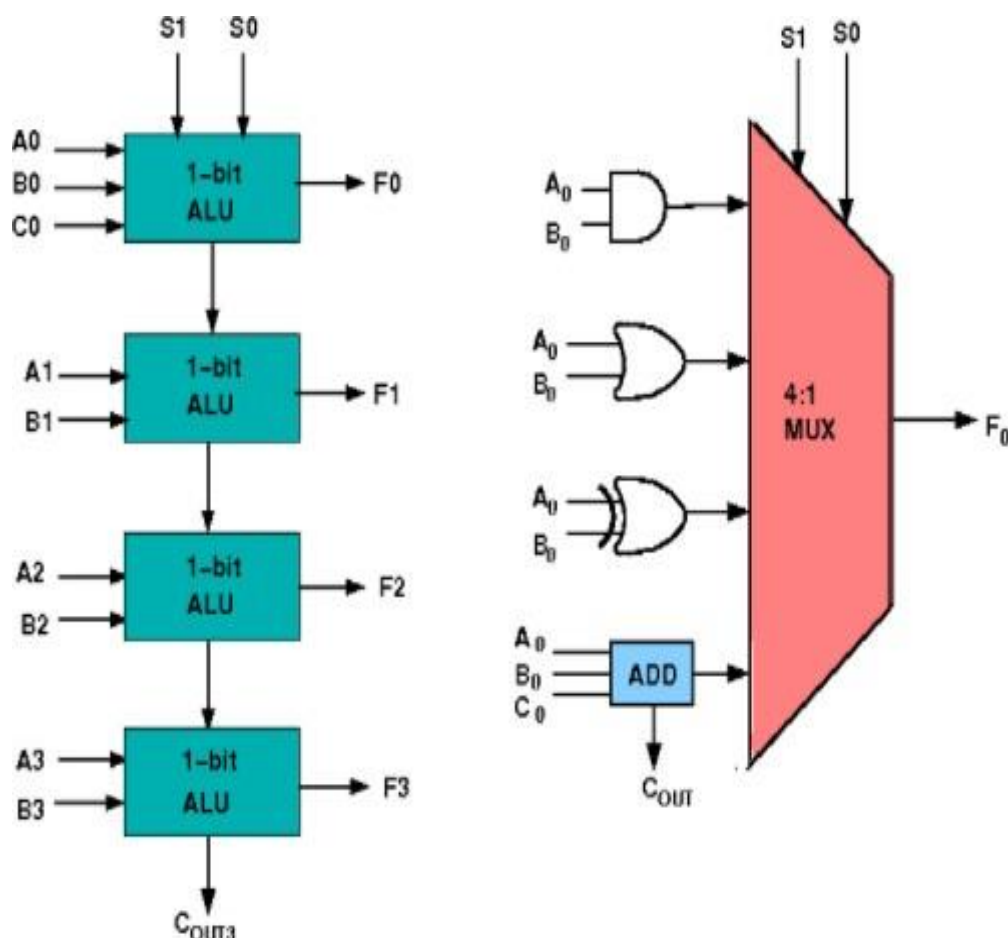 S1 S0
A0
B0
C0
1-bit
ALU
F0
A1
B1
1-bit
ALU
F1
A2
B2
1-bit
ALU
F2
A3
B3
1-bit
ALU
F3
COUT3
S1 S0
A0
B0
A0
B0
A0
B0
A0
B0
C0
ADD
COUT
4:1
MUX
F0